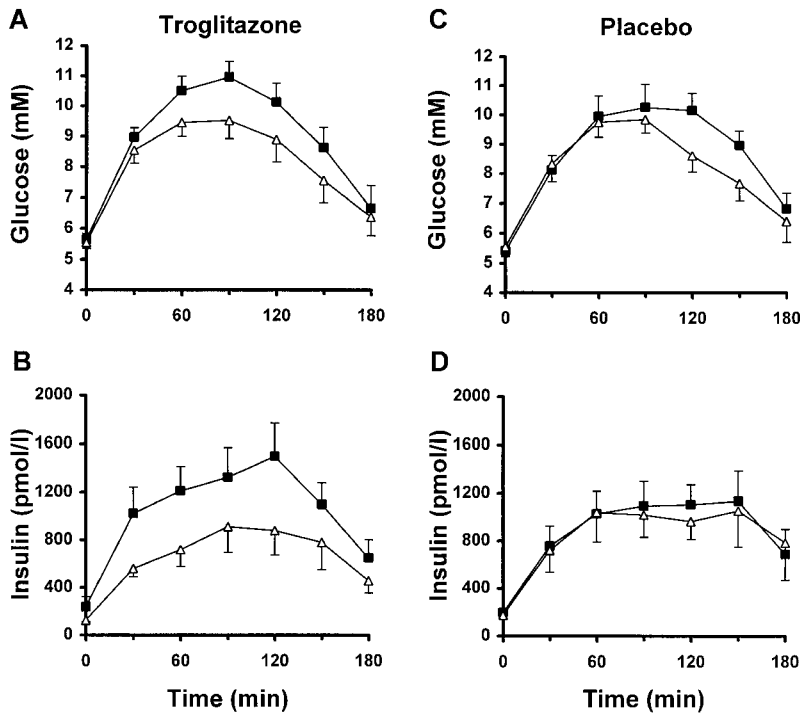 A
Troglitazone
12
11
10
9
8
7
6
5
4
Glucose (mM)
0 60 120 180
C
Placebo
12
11
10
9
8
7
6
5
4
Glucose (mM)
0 60 120 180
B
2000
1600
1200
800
400
0
Insulin (pmol/l)
0 60 120 180
Time (min)
D
2000
1600
1200
800
400
0
Insulin (pmol/l)
0 60 120 180
Time (min)